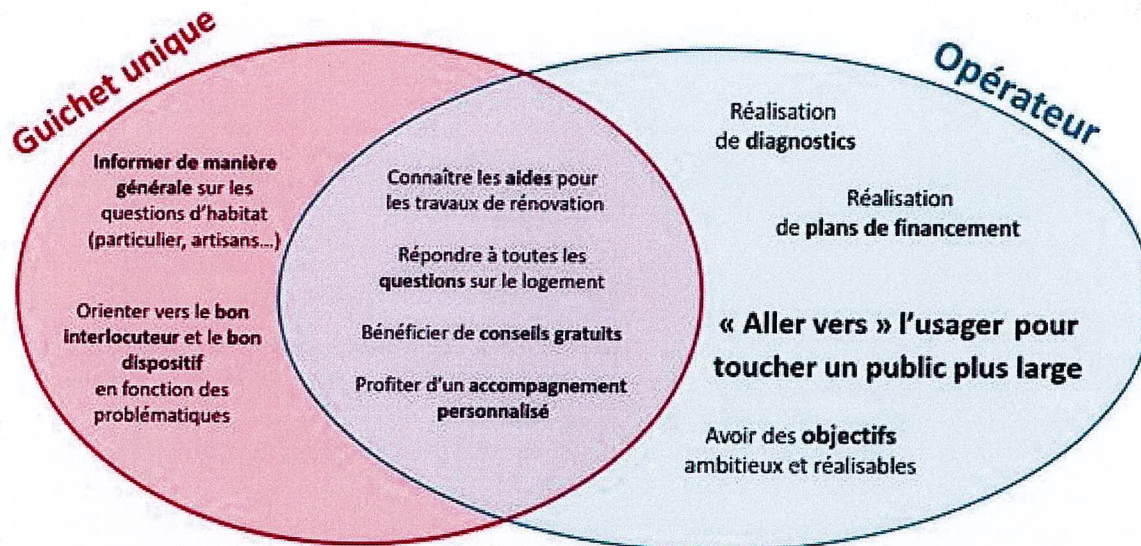 Guichet unique
Informer de manière
générale sur les
questions d'habitat
(particulier, artisans...)
Orienter vers le bon
interlocuteur et le bon
dispositif
en fonction des
problématiques
Connaître les aides pour
les travaux de rénovation
Répondre à toutes les
questions sur le logement
Bénéficier de conseils gratuits
Profiter d'un accompagnement
personnalisé
Opérateur
Réalisation
de diagnostics
Réalisation
de plans de financement
« Aller vers » l'usager pour
toucher un public plus large
Avoir des objectifs
ambitieux et réalisables